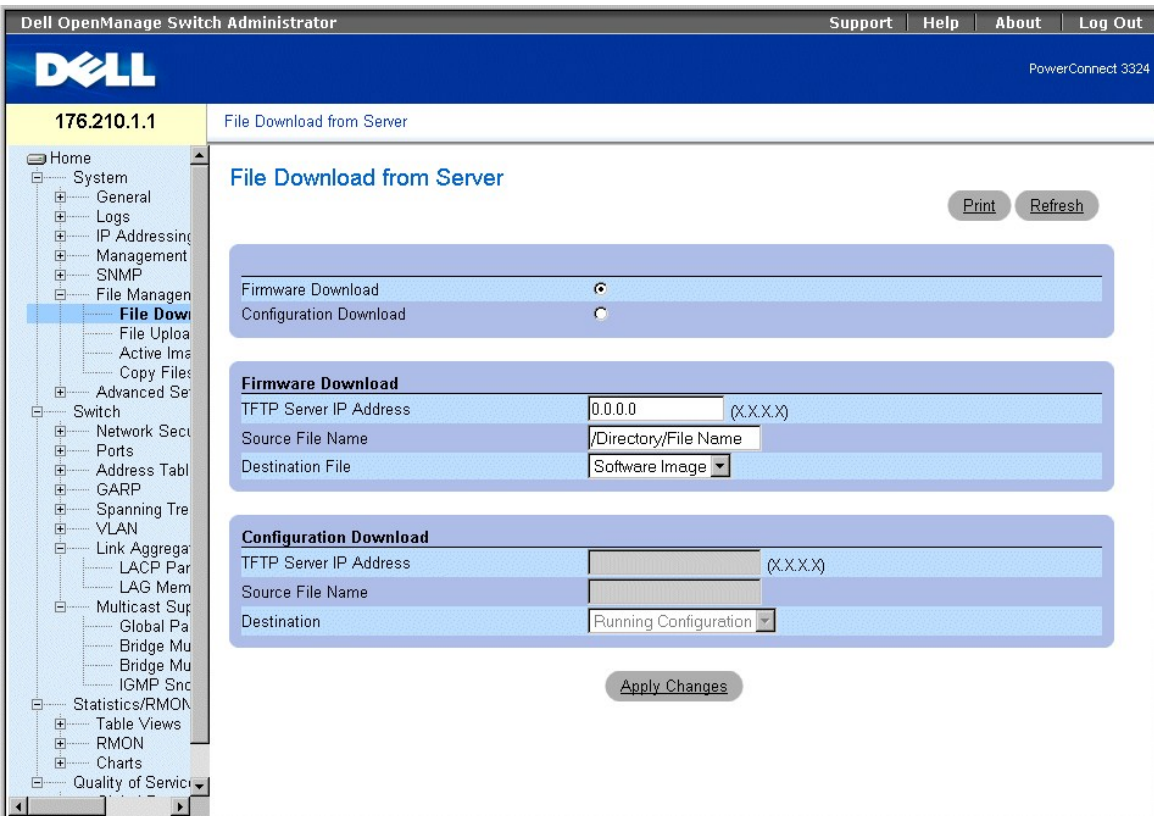 Dell OpenManage Switch Administrator
Support Help About Log Out
DELL
PowerConnect 3324
176.210.1.1
File Download from Server
Home
System
General
Logs
IP Addressing
Management
SNMP
File Managen
File Down
File Uploa
Active Ima
Copy Files
Advanced Se
Switch
Network Secu
Ports
Address Tabl
GARP
Spanning Tre
VLAN
Link Aggrega
LACP Par
LAG Mem
Multicast Sup
Global Pa
Bridge Mu
Bridge Mu
IGMP Sno
Statistics/RMON
Table Views
RMON
Charts
Quality of Servic
File Download from Server
Print Refresh
Firmware Download
Configuration Download
Firmware Download
TFTP Server IP Address 0.0.0.0 (X.X.X.X)
Source File Name /Directory/File Name
Destination File Software Image
Configuration Download
TFTP Server IP Address (X.X.X.X)
Source File Name
Destination Running Configuration
Apply Changes